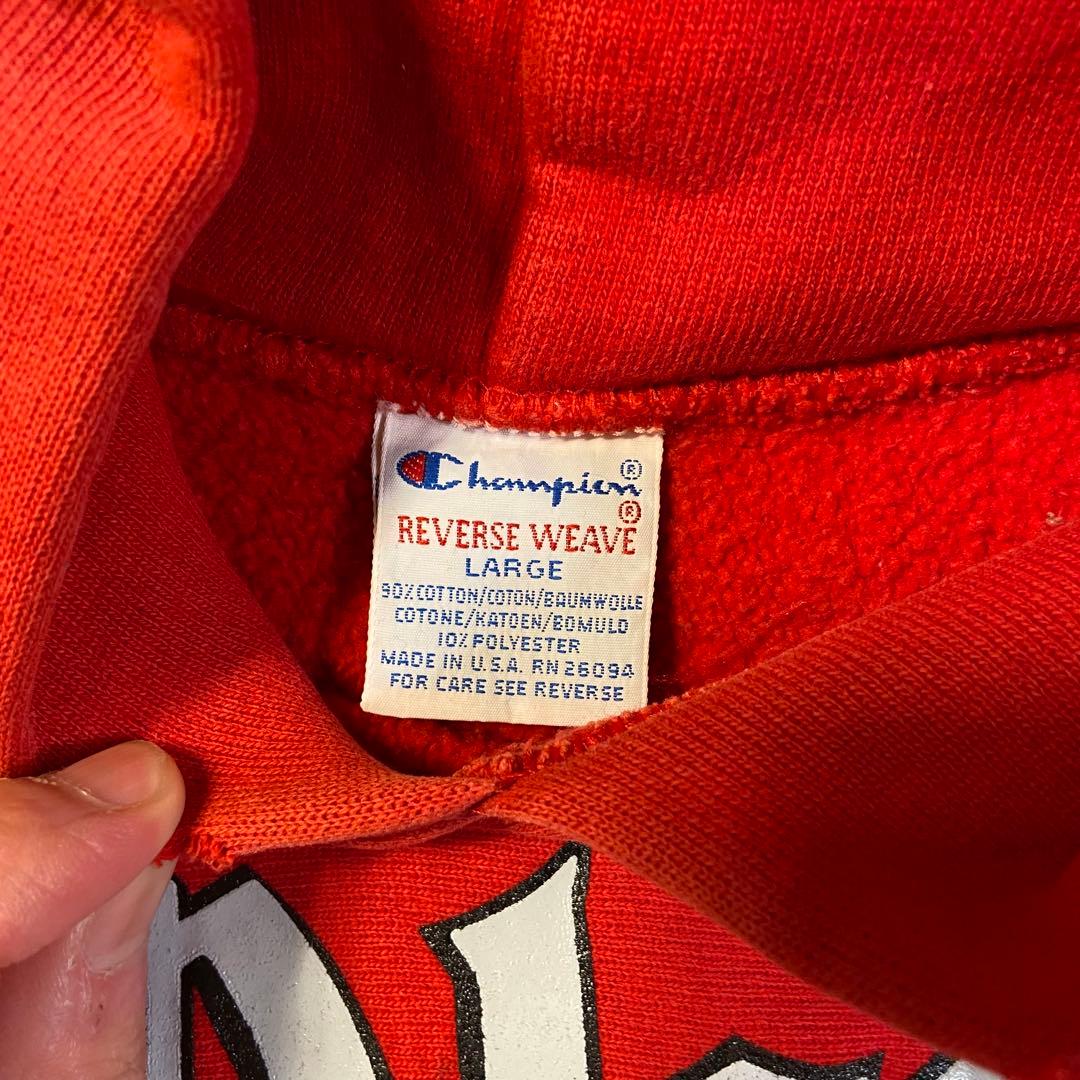 Champion®
REVERSE WEAVE®
LARGE
90%COTTON/COTON/BAUMWOLLE
COTONE/KATOEN/BOMULD
10% POLYESTER
MADE IN U.S.A. RN 26094
FOR CARE SEE REVERSE